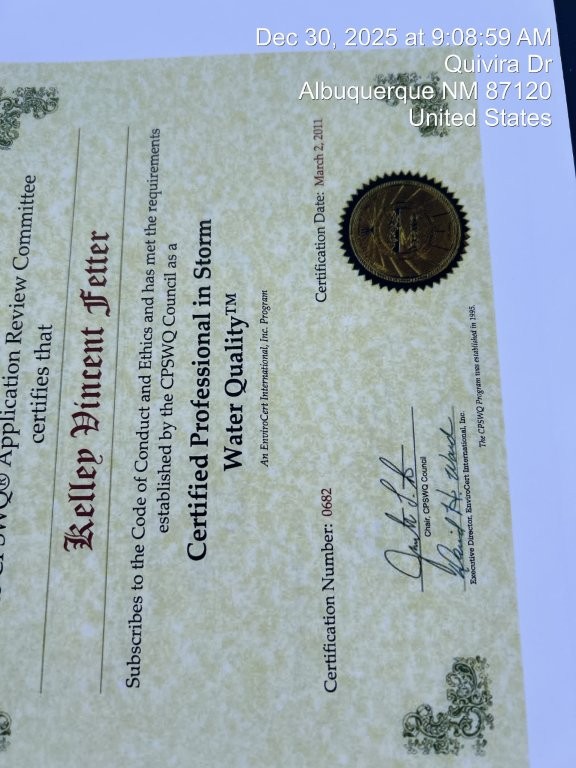 Dec 30, 2025 at 9:08:59 AM
Quivira Dr
Albuquerque NM 87120
United States
CPSWQ® Application Review Committee
certifies that
Kelley Vincent Fetter
Subscribes to the Code of Conduct and Ethics and has met the requirements
established by the CPSWQ Council as a
Certified Professional in Storm
Water Quality™
An EnviroCert International, Inc. Program
Certification Number: 0682
Certification Date: March 2, 2011
Chair, CPSWQ Council
David H. Ward
Executive Director, EnviroCert International, Inc.
The CPSWQ Program was established in 1995.